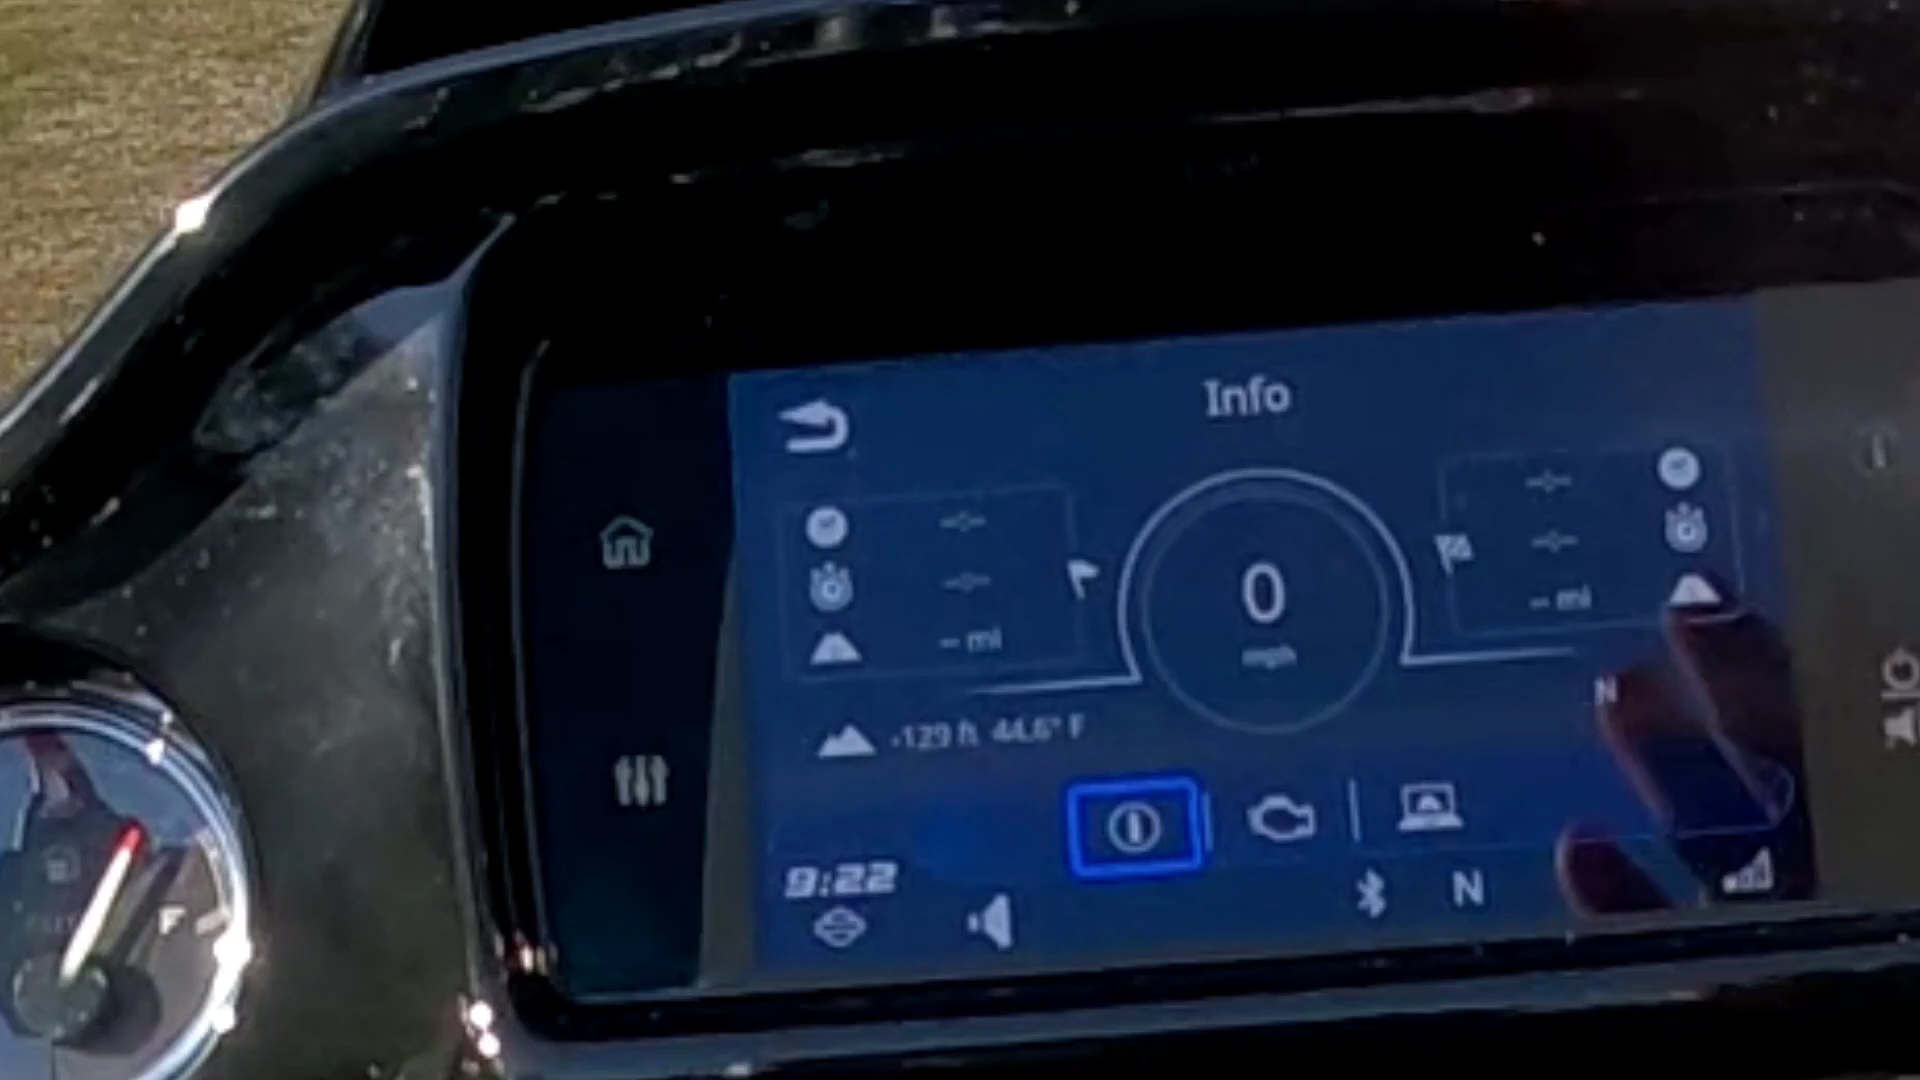 Info
-:-
-:-
-- mi
0
mph
-:-
-:-
-- mi
N
-129 ft 44.6° F
9:22
N
F